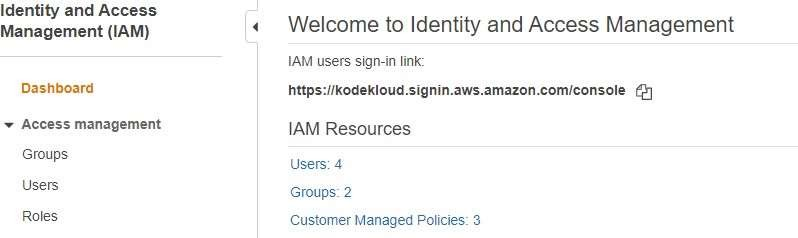 Identity and Access
Management (IAM)
Dashboard
Access management
Groups
Users
Roles
Welcome to Identity and Access Management
IAM users sign-in link:
https://kodekloud.signin.aws.amazon.com/console
IAM Resources
Users: 4
Groups: 2
Customer Managed Policies: 3